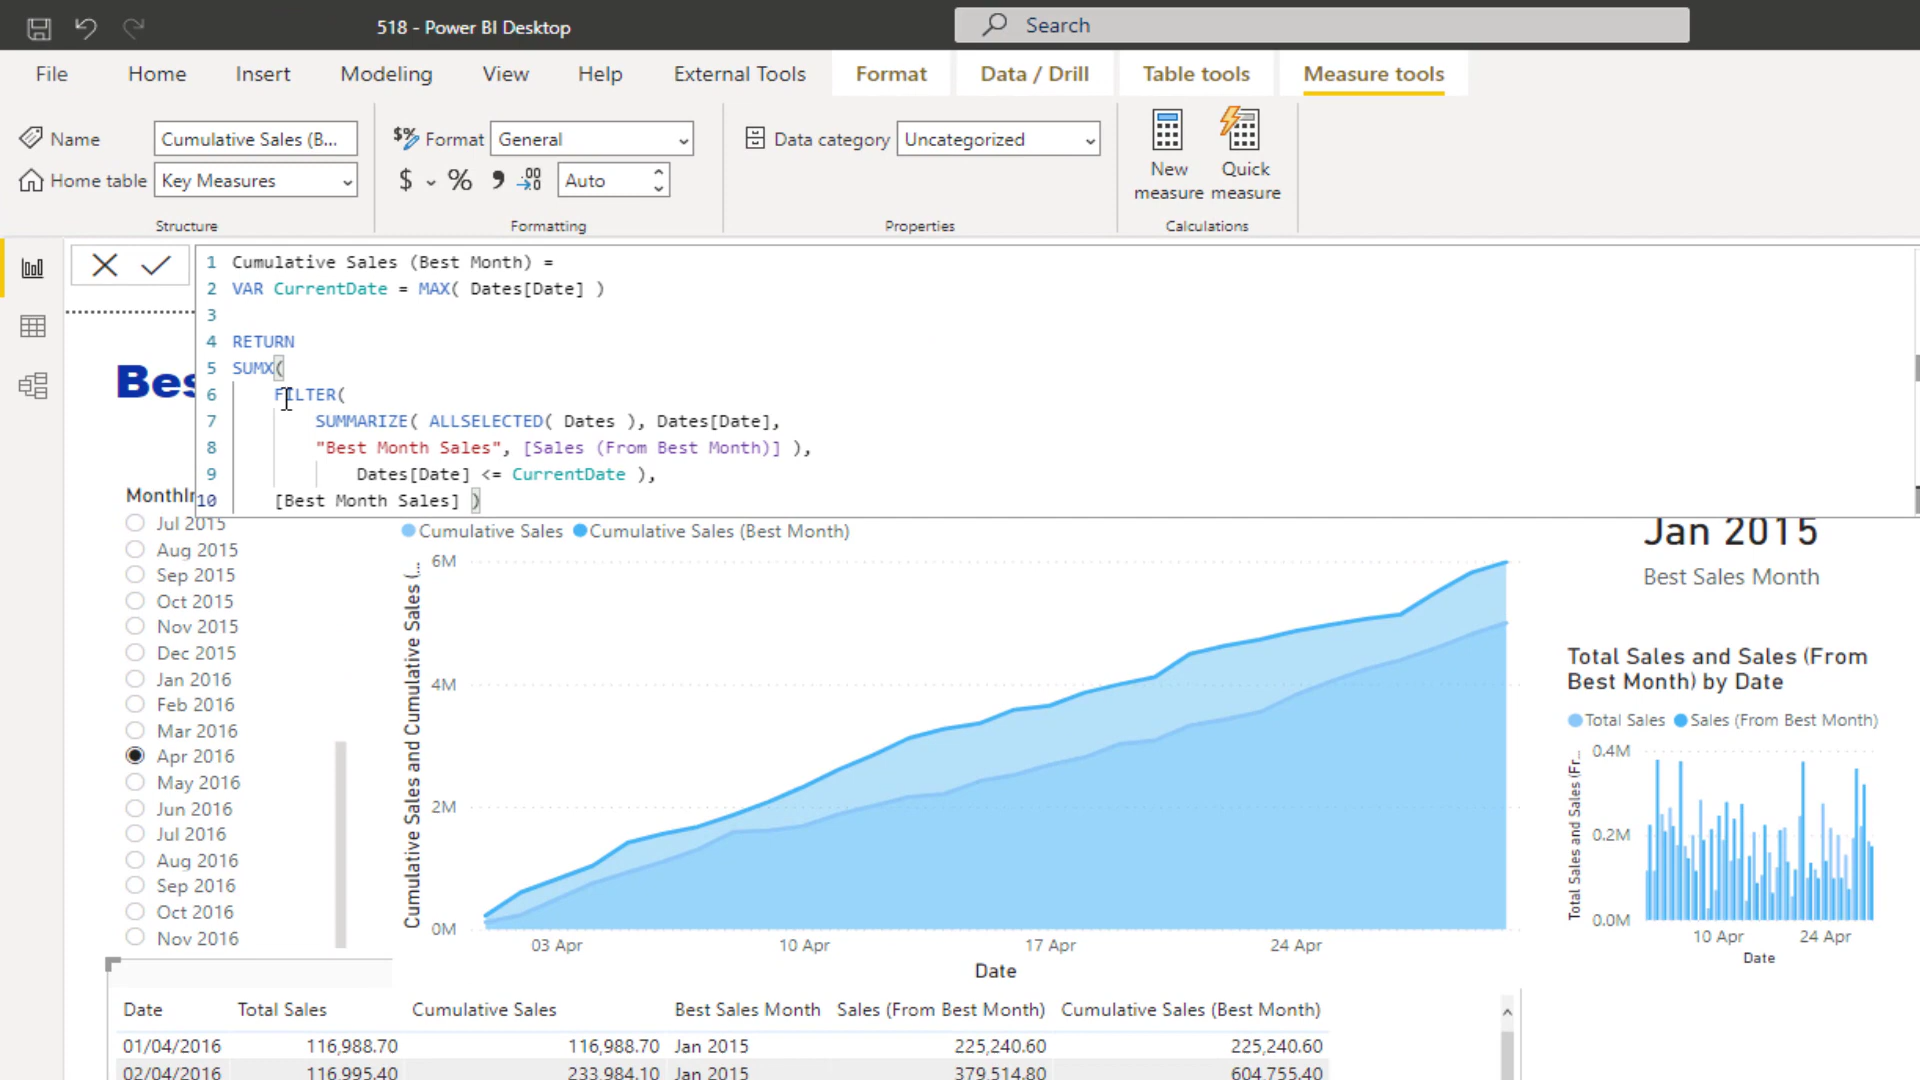 518 - Power BI Desktop
Search
File Home Insert Modeling View Help External Tools Format Data / Drill Table tools Measure tools
Name Cumulative Sales (B...
Home table Key Measures
Structure
Format General
$ % , .00 Auto
Formatting
Data category Uncategorized
Properties
New measure
Quick measure
Calculations
1 Cumulative Sales (Best Month) =
2 VAR CurrentDate = MAX( Dates[Date] )
3
4 RETURN
5 SUMX(
6 FILTER(
7 SUMMARIZE( ALLSELECTED( Dates ), Dates[Date],
8 "Best Month Sales", [Sales (From Best Month)] ),
9 Dates[Date] <= CurrentDate ),
10 [Best Month Sales] )
Bes
MonthIn
Jul 2015
Aug 2015
Sep 2015
Oct 2015
Nov 2015
Dec 2015
Jan 2016
Feb 2016
Mar 2016
Apr 2016
May 2016
Jun 2016
Jul 2016
Aug 2016
Sep 2016
Oct 2016
Nov 2016
Cumulative Sales Cumulative Sales (Best Month)
Cumulative Sales and Cumulative Sales (...
6M
4M
2M
0M
03 Apr 10 Apr 17 Apr 24 Apr
Date
Jan 2015
Best Sales Month
Total Sales and Sales (From
Best Month) by Date
Total Sales Sales (From Best Month)
Total Sales and Sales (Fr...
0.4M
0.2M
0.0M
10 Apr 24 Apr
Date
Date Total Sales Cumulative Sales Best Sales Month Sales (From Best Month) Cumulative Sales (Best Month)
01/04/2016 116,988.70 116,988.70 Jan 2015 225,240.60 225,240.60
02/04/2016 116,995.40 233,984.10 Jan 2015 379,514.80 604,755.40